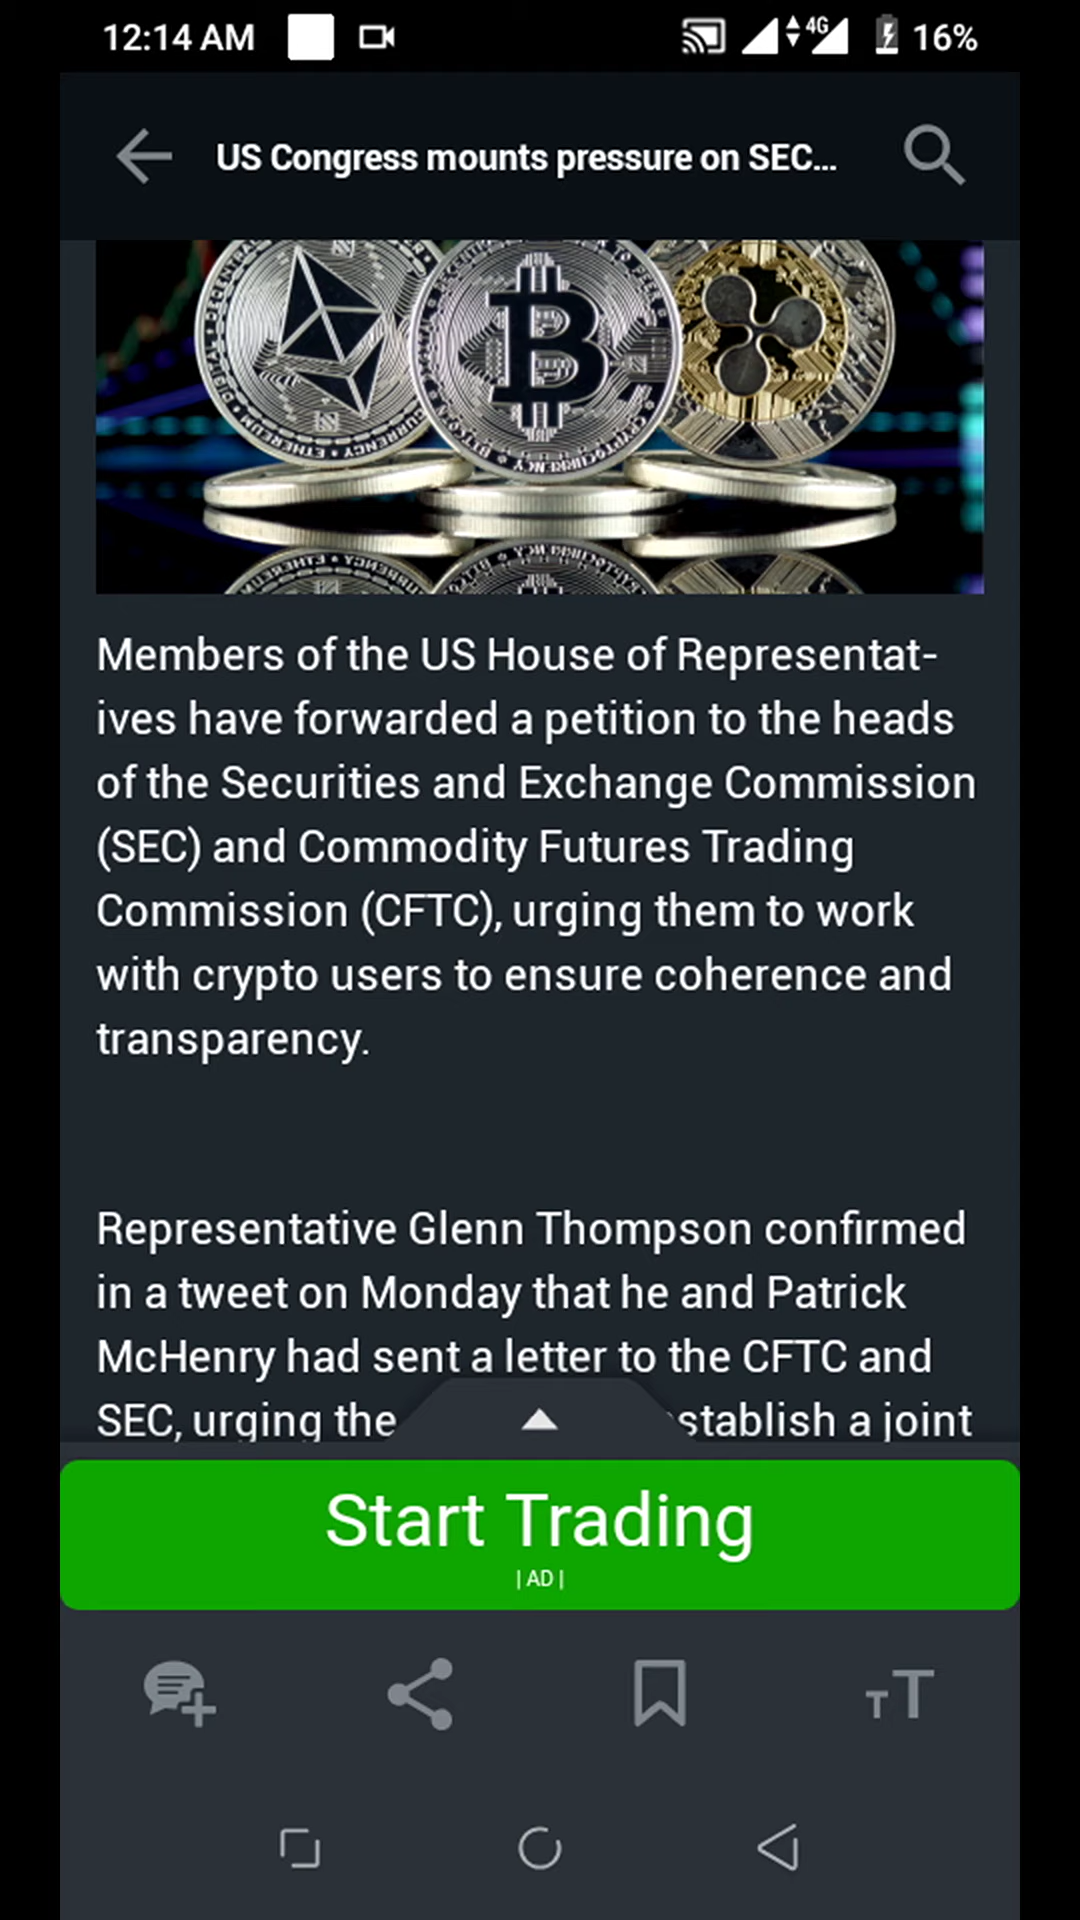 12:14 AM
4G
16%
US Congress mounts pressure on SEC...
Members of the US House of Representat-
ives have forwarded a petition to the heads
of the Securities and Exchange Commission
(SEC) and Commodity Futures Trading
Commission (CFTC), urging them to work
with crypto users to ensure coherence and
transparency.
Representative Glenn Thompson confirmed
in a tweet on Monday that he and Patrick
McHenry had sent a letter to the CFTC and
SEC, urging the
stablish a joint
Start Trading
| AD |
TT